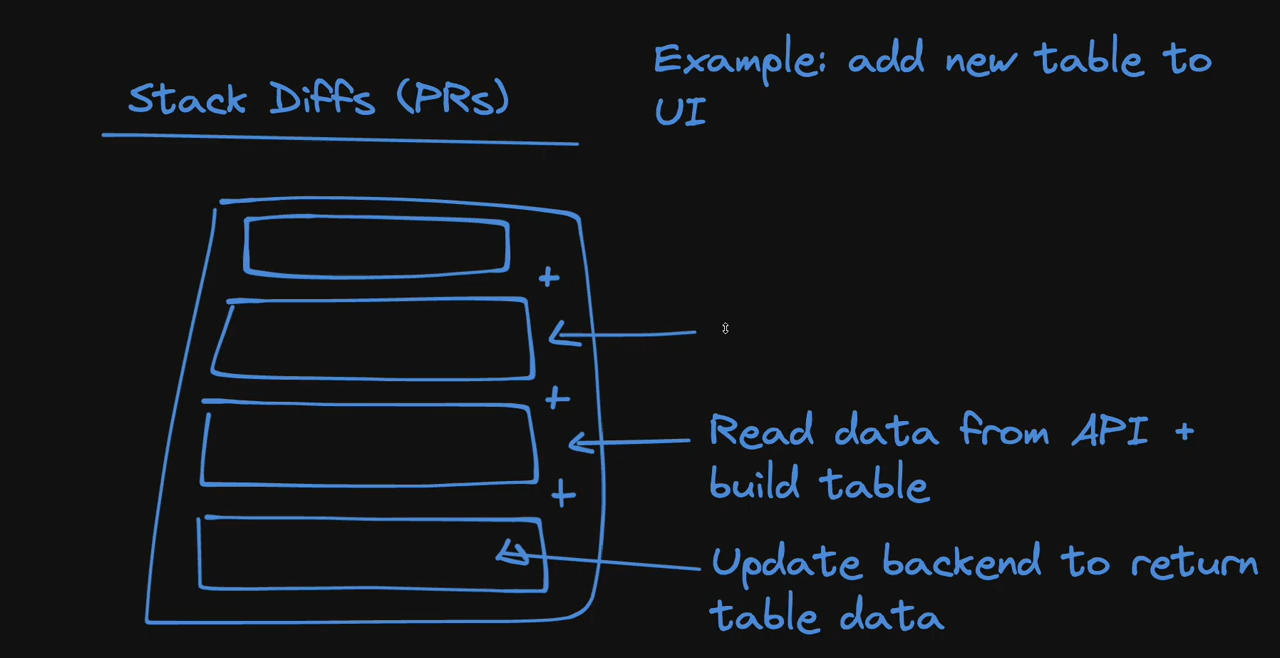 Stack Diffs (PRs)
Example: add new table to
UI
+
+
Read data from API +
build table
+
Update backend to return
table data